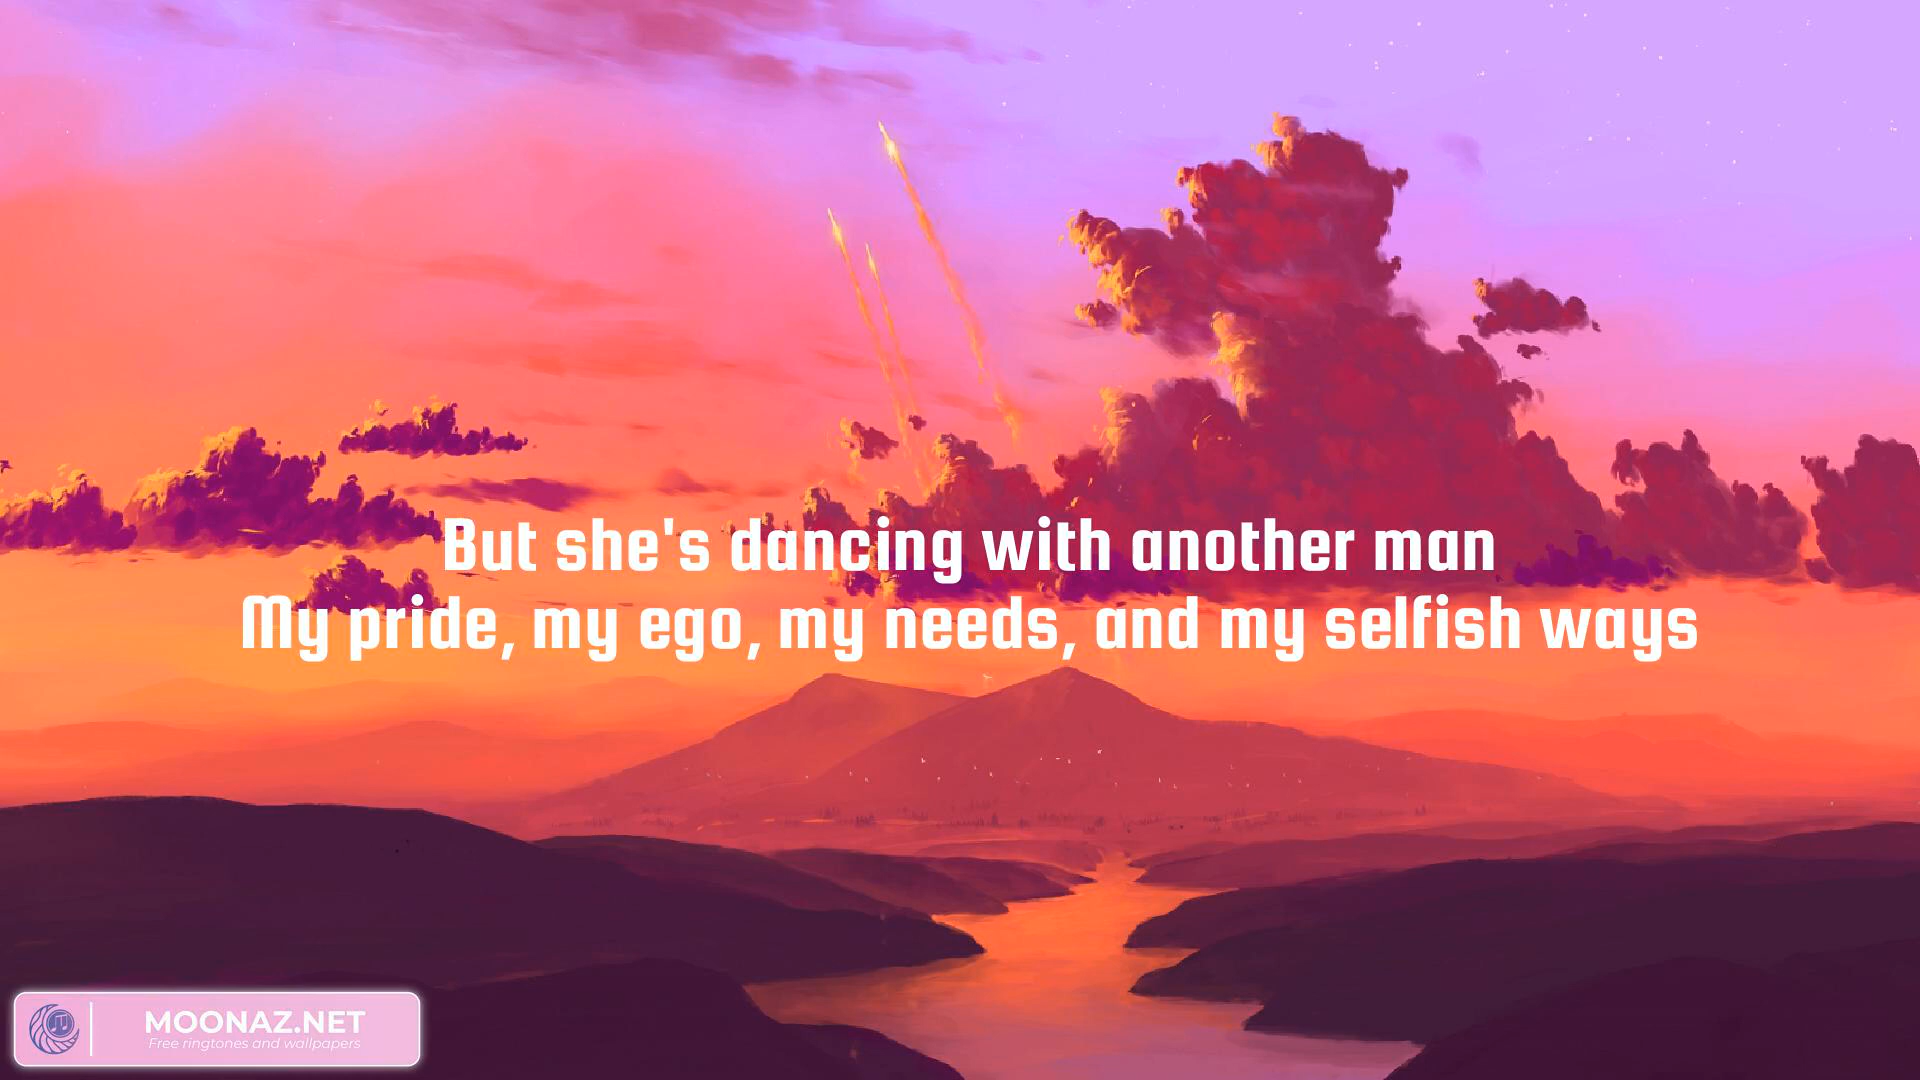 But she's dancing with another man
My pride, my ego, my needs, and my selfish ways
MOONAZ.NET
Free ringtones and wallpapers